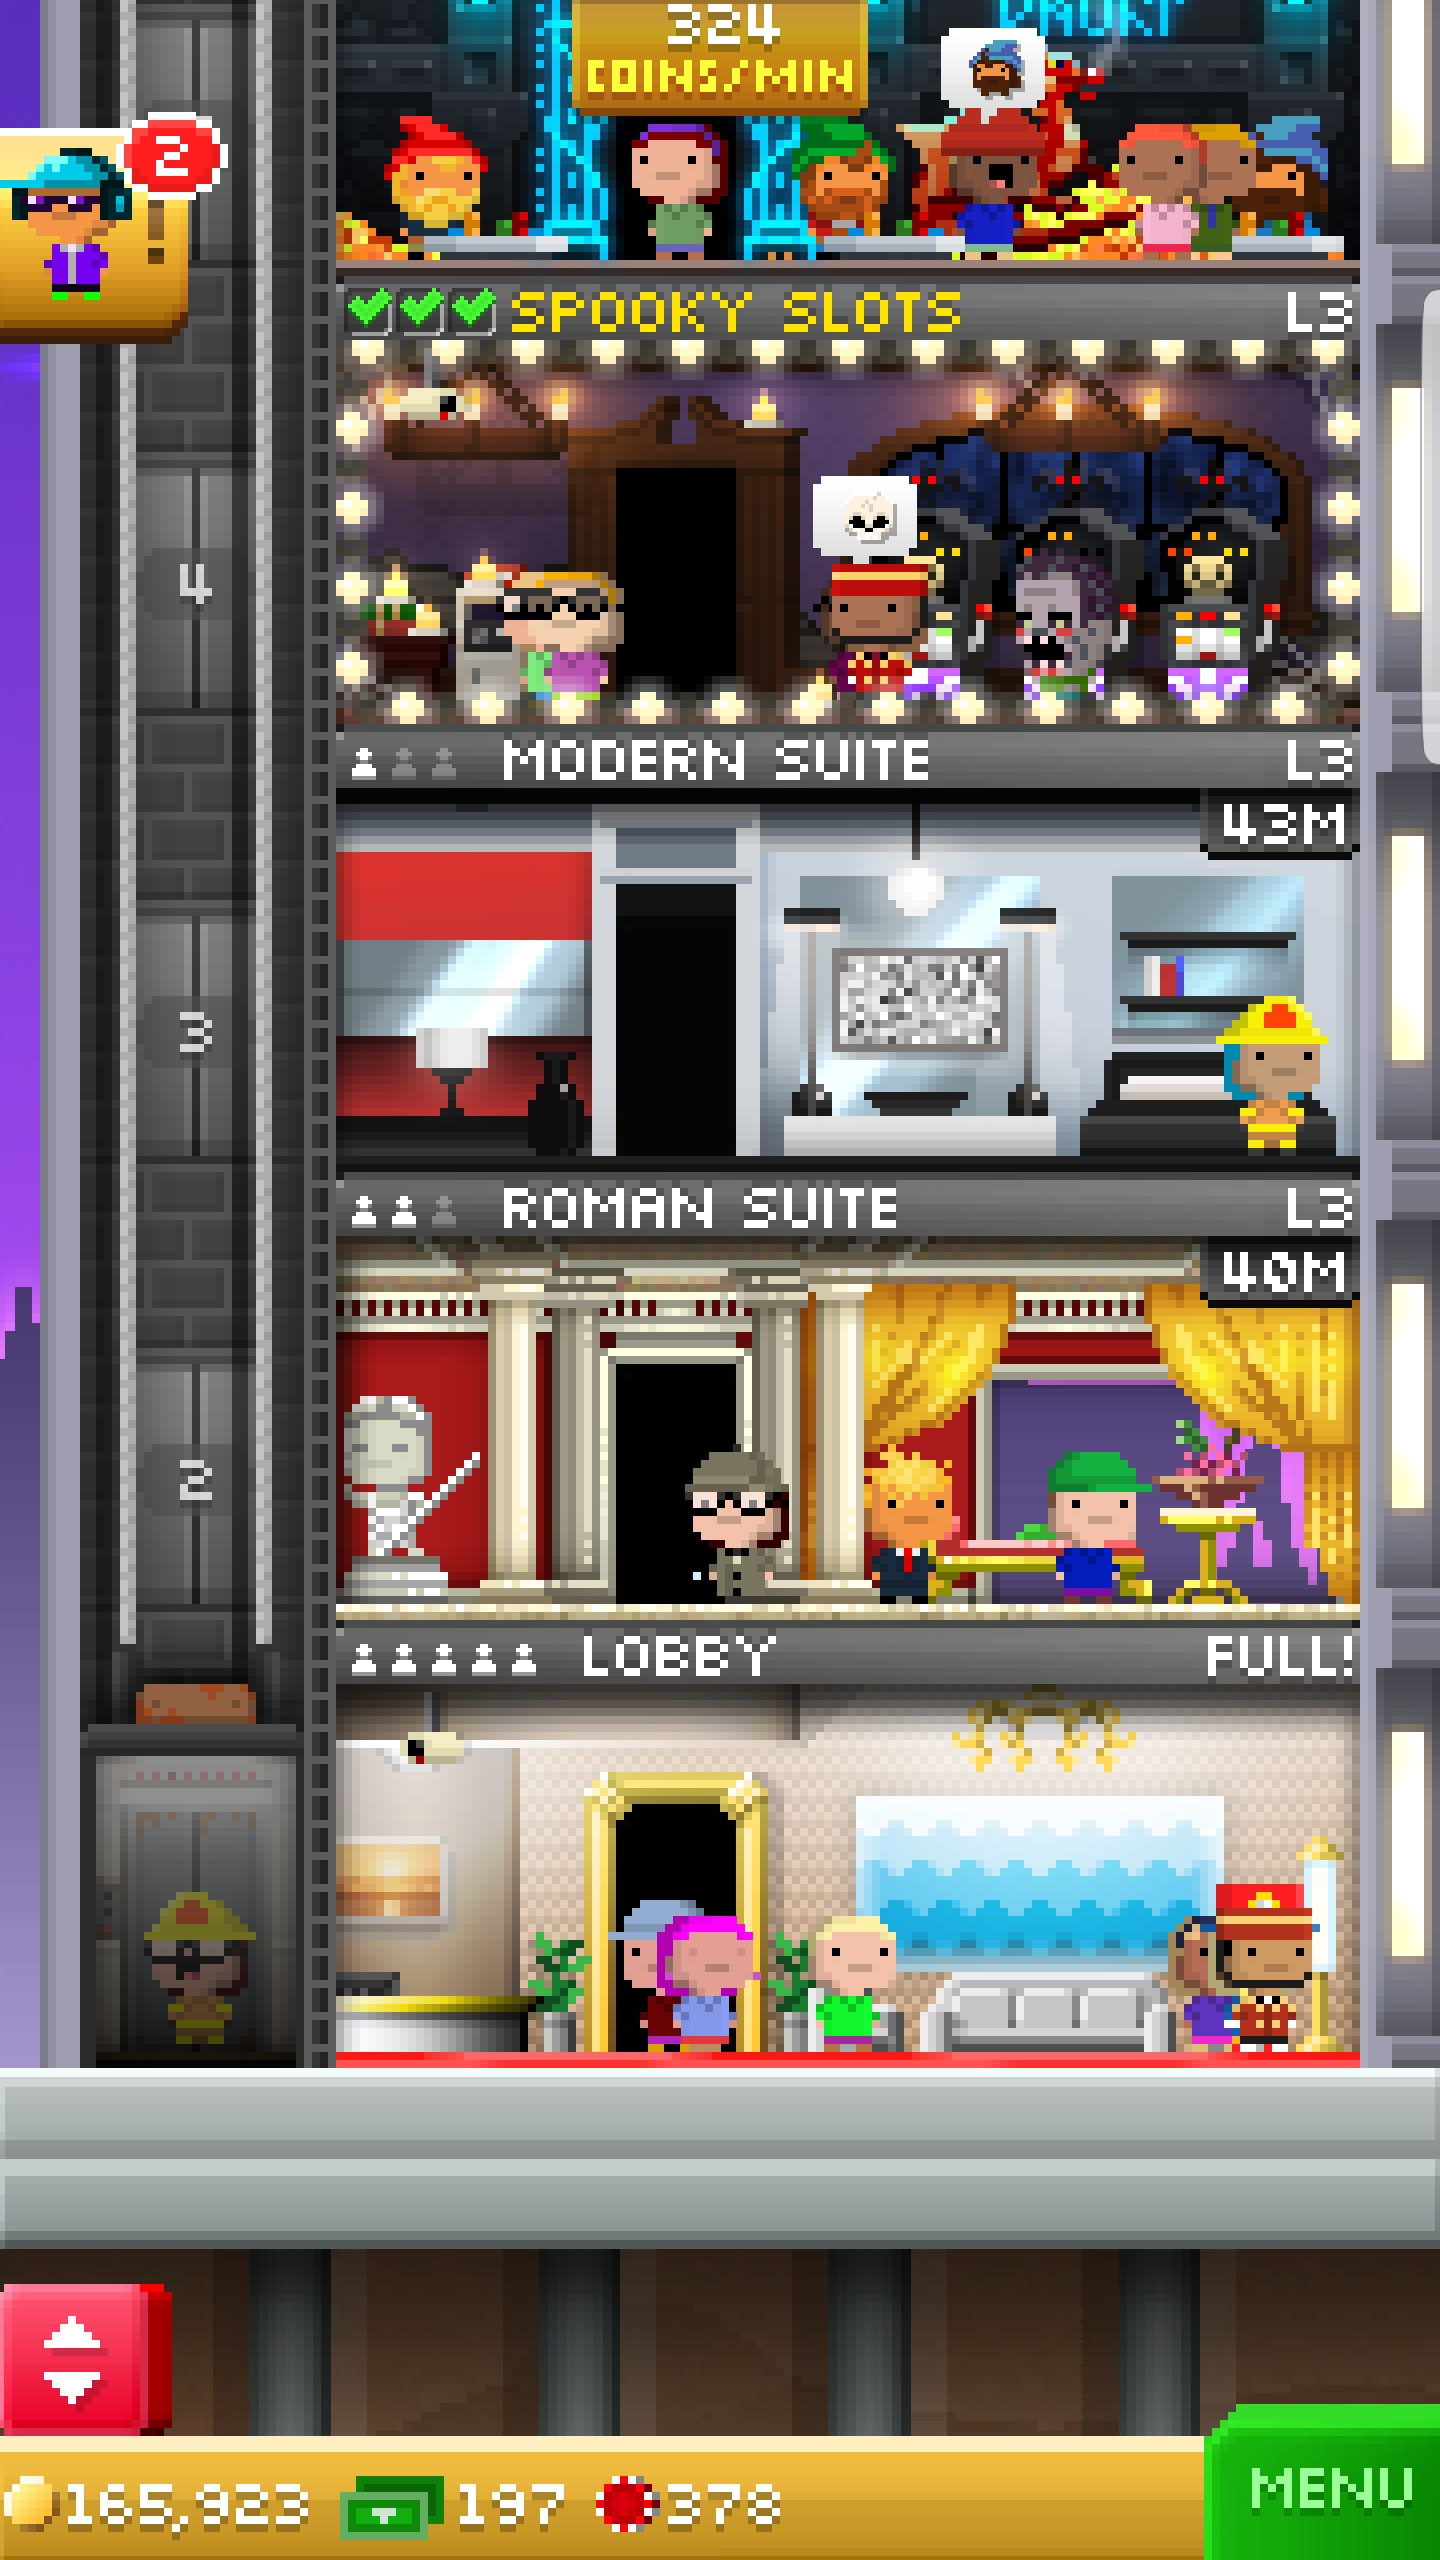 324
COINS/MIN
2
!
SPOOKY SLOTS L3
4
MODERN SUITE L3
43M
3
ROMAN SUITE L3
40M
2
LOBBY FULL!
165,923 197 378
MENU